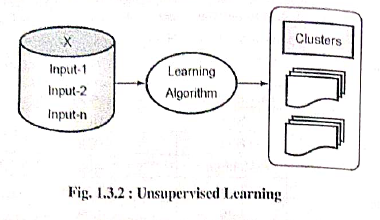 X
Input-1
Input-2
Input-n
Learning
Algorithm
Clusters
Fig. 1.3.2 : Unsupervised Learning